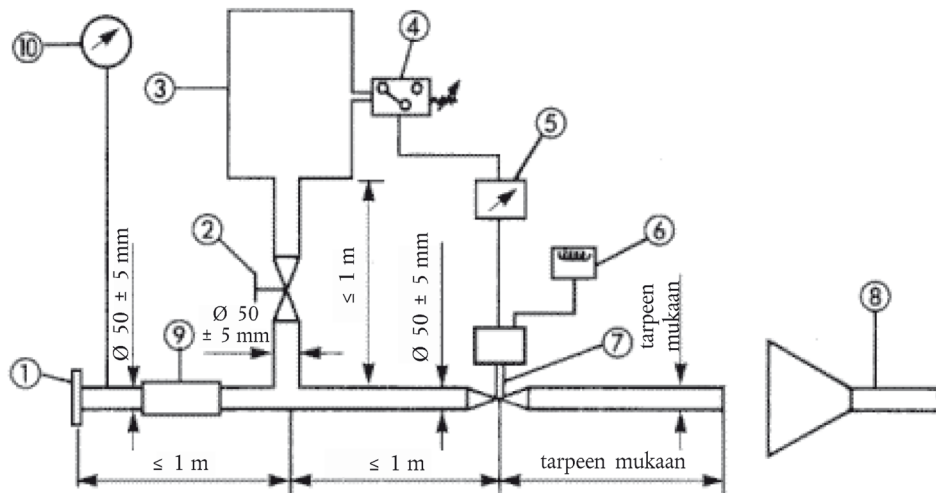 10
3
4
5
2
6
Ø 50 ± 5 mm
≤ 1 m
Ø 50 ± 5 mm
Ø 50
± 5 mm
7
tarpeen
mukaan
8
1
9
≤ 1 m
≤ 1 m
tarpeen mukaan